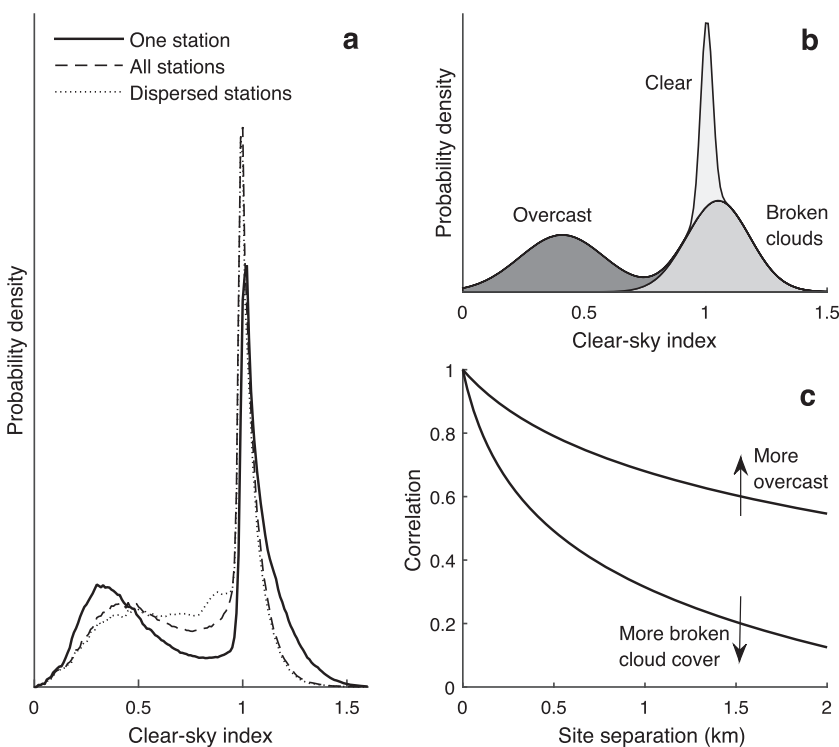 a
One station
All stations
Dispersed stations
Probability density
0
0.5
1
1.5
Clear-sky index
b
Clear
Overcast
Broken
clouds
Probability density
0
0.5
1
1.5
Clear-sky index
c
1
0.8
0.6
0.4
0.2
0
Correlation
More
overcast
More broken
cloud cover
0
0.5
1
1.5
2
Site separation (km)